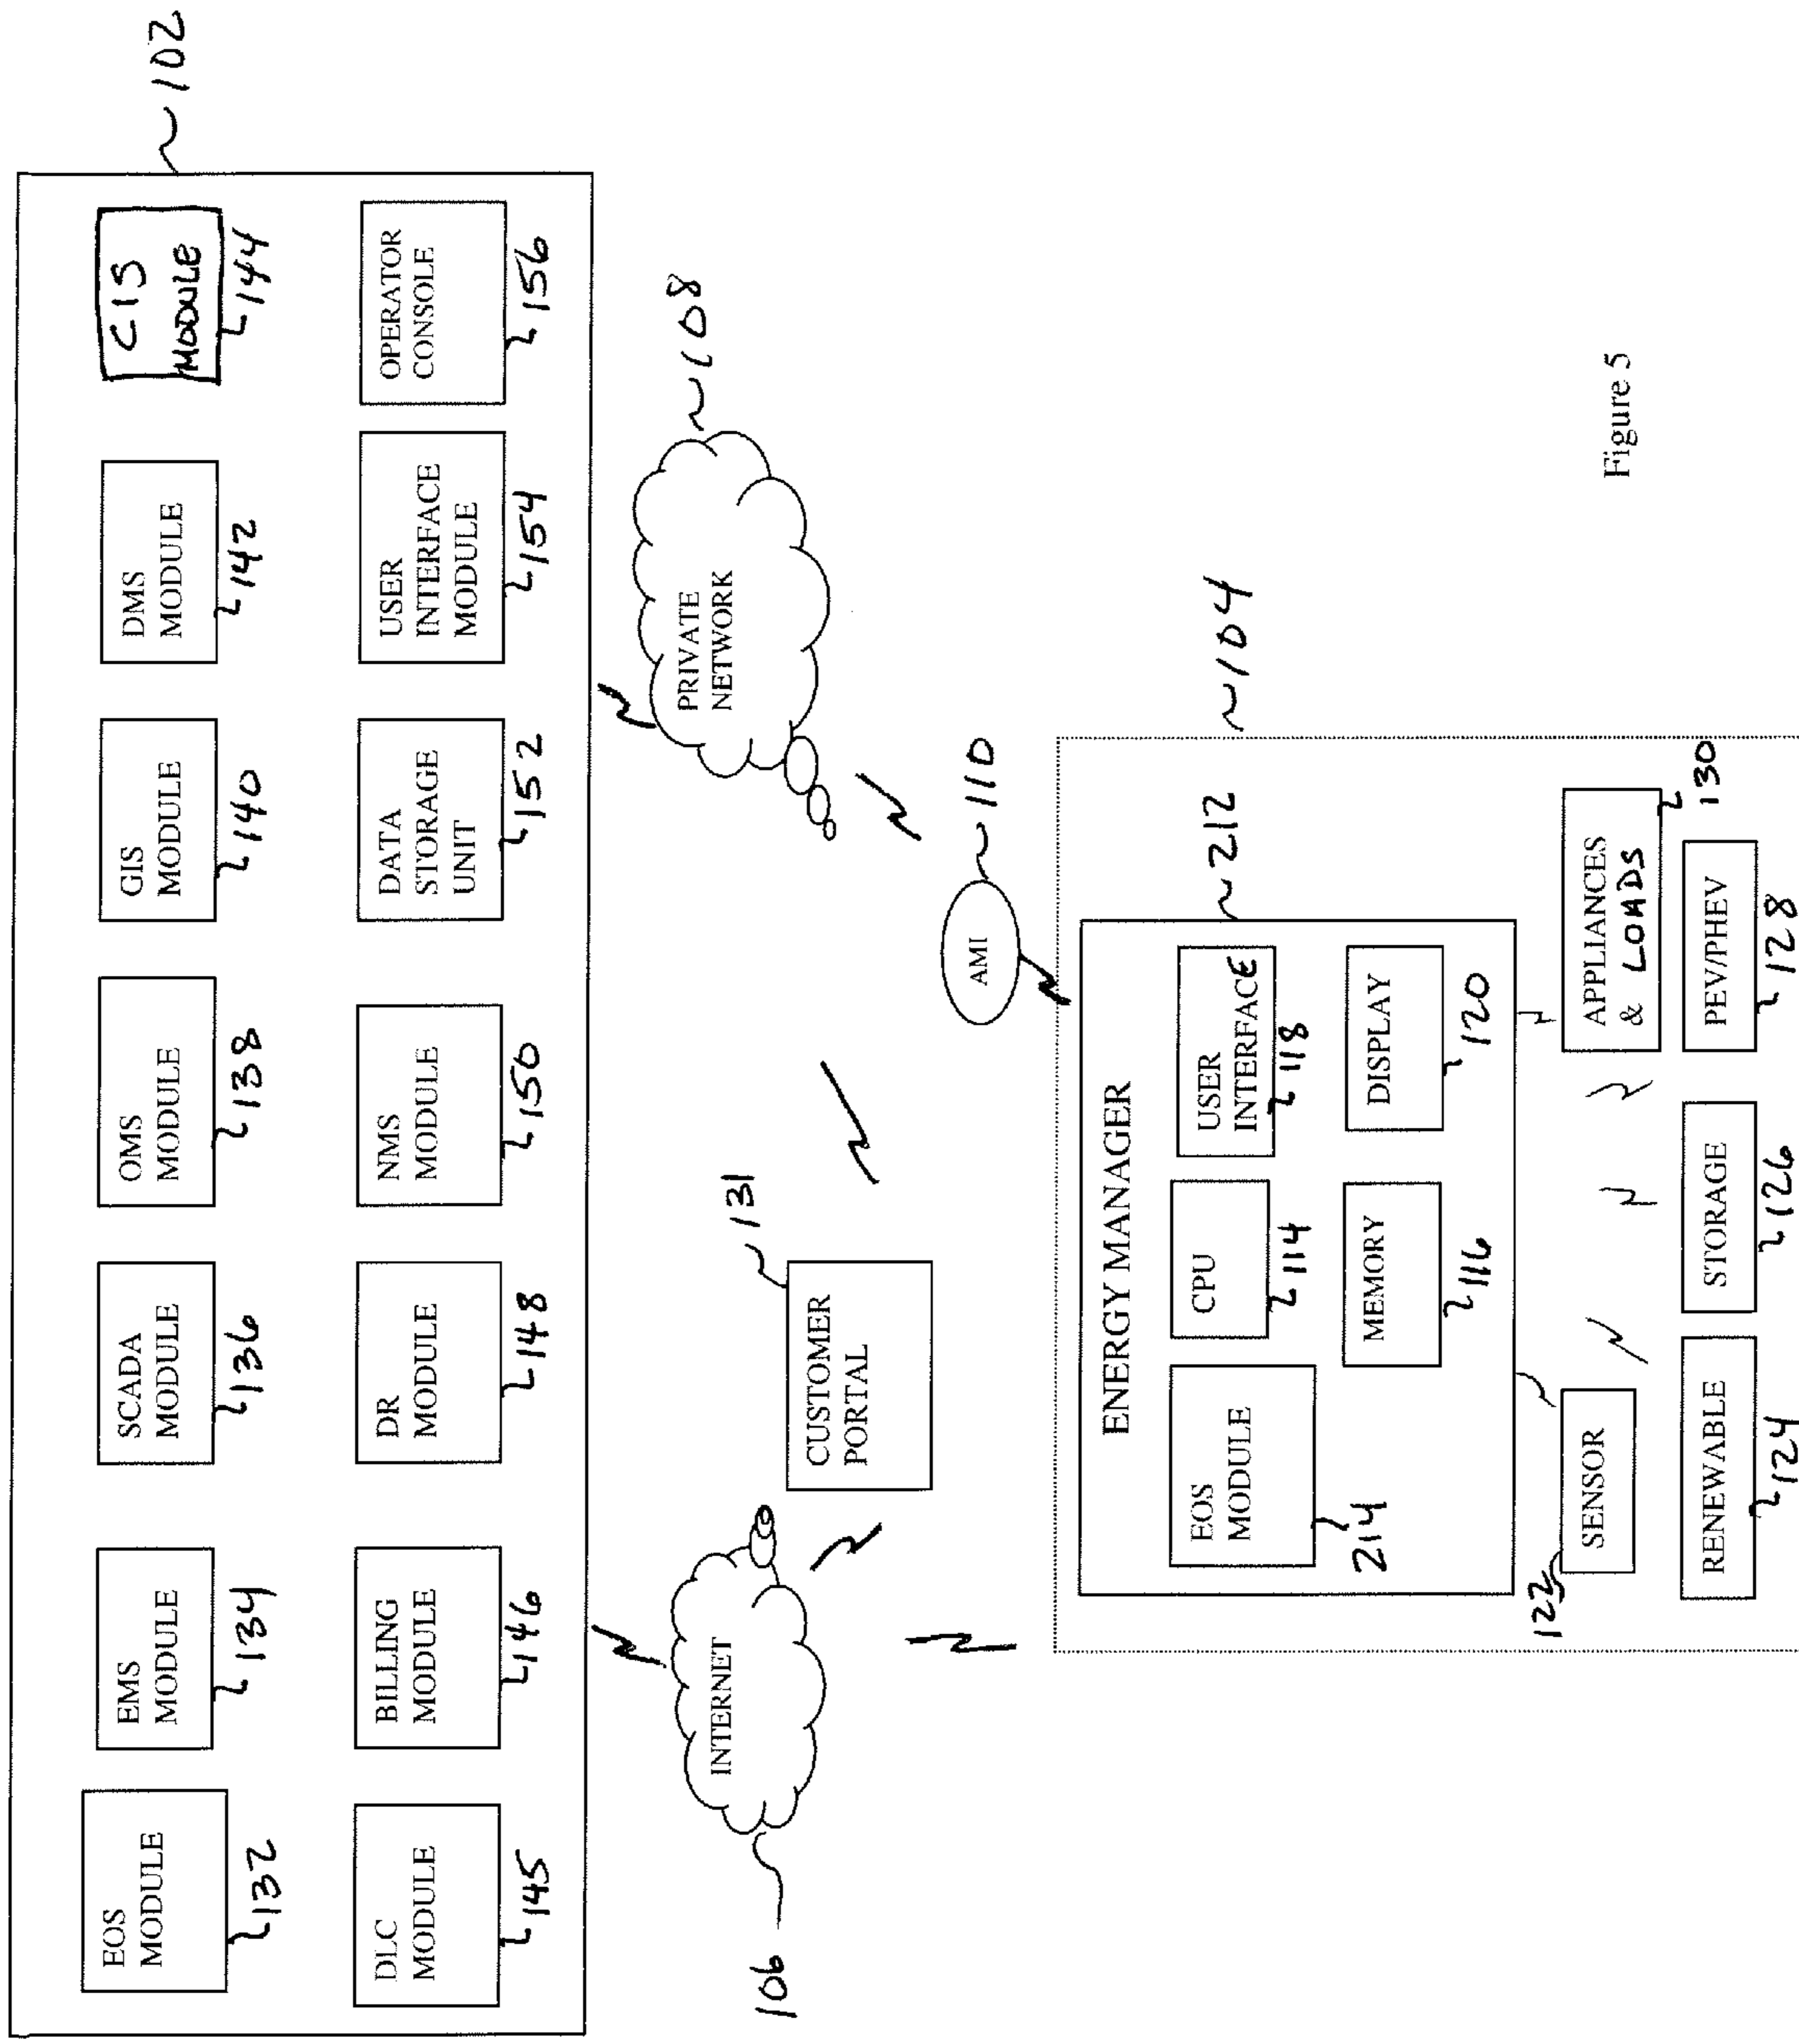 102
EOS
MODULE
132
EMS
MODULE
134
SCADA
MODULE
136
OMS
MODULE
138
GIS
MODULE
140
DMS
MODULE
142
CIS
MODULE
144
DLC
MODULE
145
BILLING
MODULE
146
DR
MODULE
148
NMS
MODULE
150
DATA
STORAGE
UNIT
152
USER
INTERFACE
MODULE
154
OPERATOR
CONSOLE
156
INTERNET
106
CUSTOMER
PORTAL
131
PRIVATE
NETWORK
108
AMI
110
104
ENERGY MANAGER
212
EOS
MODULE
214
CPU
114
USER
INTERFACE
118
MEMORY
116
DISPLAY
120
SENSOR
122
APPLIANCES
& LOADS
130
RENEWABLE
124
STORAGE
126
PEV/PHEV
128
Figure 5